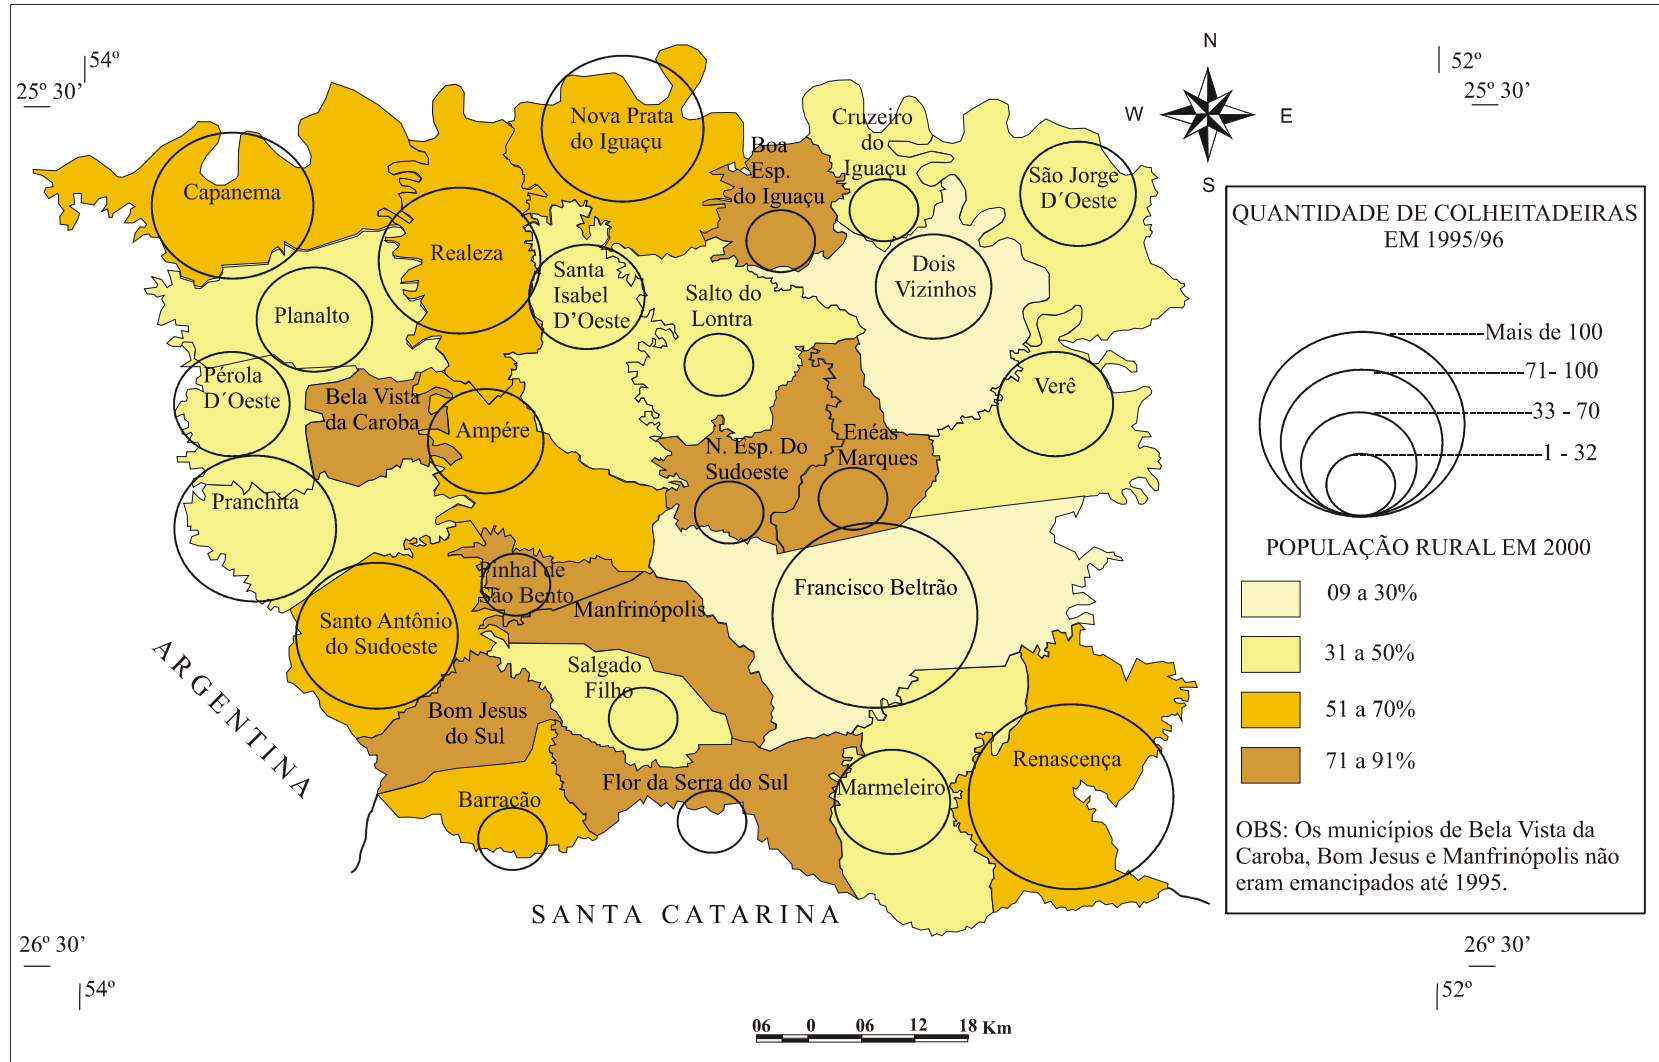 54º
25º 30’
52º
25º 30’
N
W
E
S
Nova Prata
do Iguaçu
Cruzeiro
do
Iguaçu
Boa
Esp.
do Iguaçu
São Jorge
D´Oeste
Capanema
Realeza
Santa
Isabel
D’Oeste
Dois
Vizinhos
Salto do
Lontra
Planalto
Pérola
D´Oeste
Bela Vista
da Caroba
Verê
Ampére
Enéas
Marques
N. Esp. Do
Sudoeste
Pranchita
Pinhal de
São Bento
Francisco Beltrão
Manfrinópolis
Santo Antônio
do Sudoeste
Salgado
Filho
Bom Jesus
do Sul
Renascença
Flor da Serra do Sul
Marmeleiro
Barracão
ARGENTINA
SANTA CATARINA
QUANTIDADE DE COLHEITADEIRAS
EM 1995/96
Mais de 100
71- 100
33 - 70
1 - 32
POPULAÇÃO RURAL EM 2000
09 a 30%
31 a 50%
51 a 70%
71 a 91%
OBS: Os municípios de Bela Vista da
Caroba, Bom Jesus e Manfrinópolis não
eram emancipados até 1995.
26º 30’
54º
26º 30’
52º
06 0 06 12 18 Km